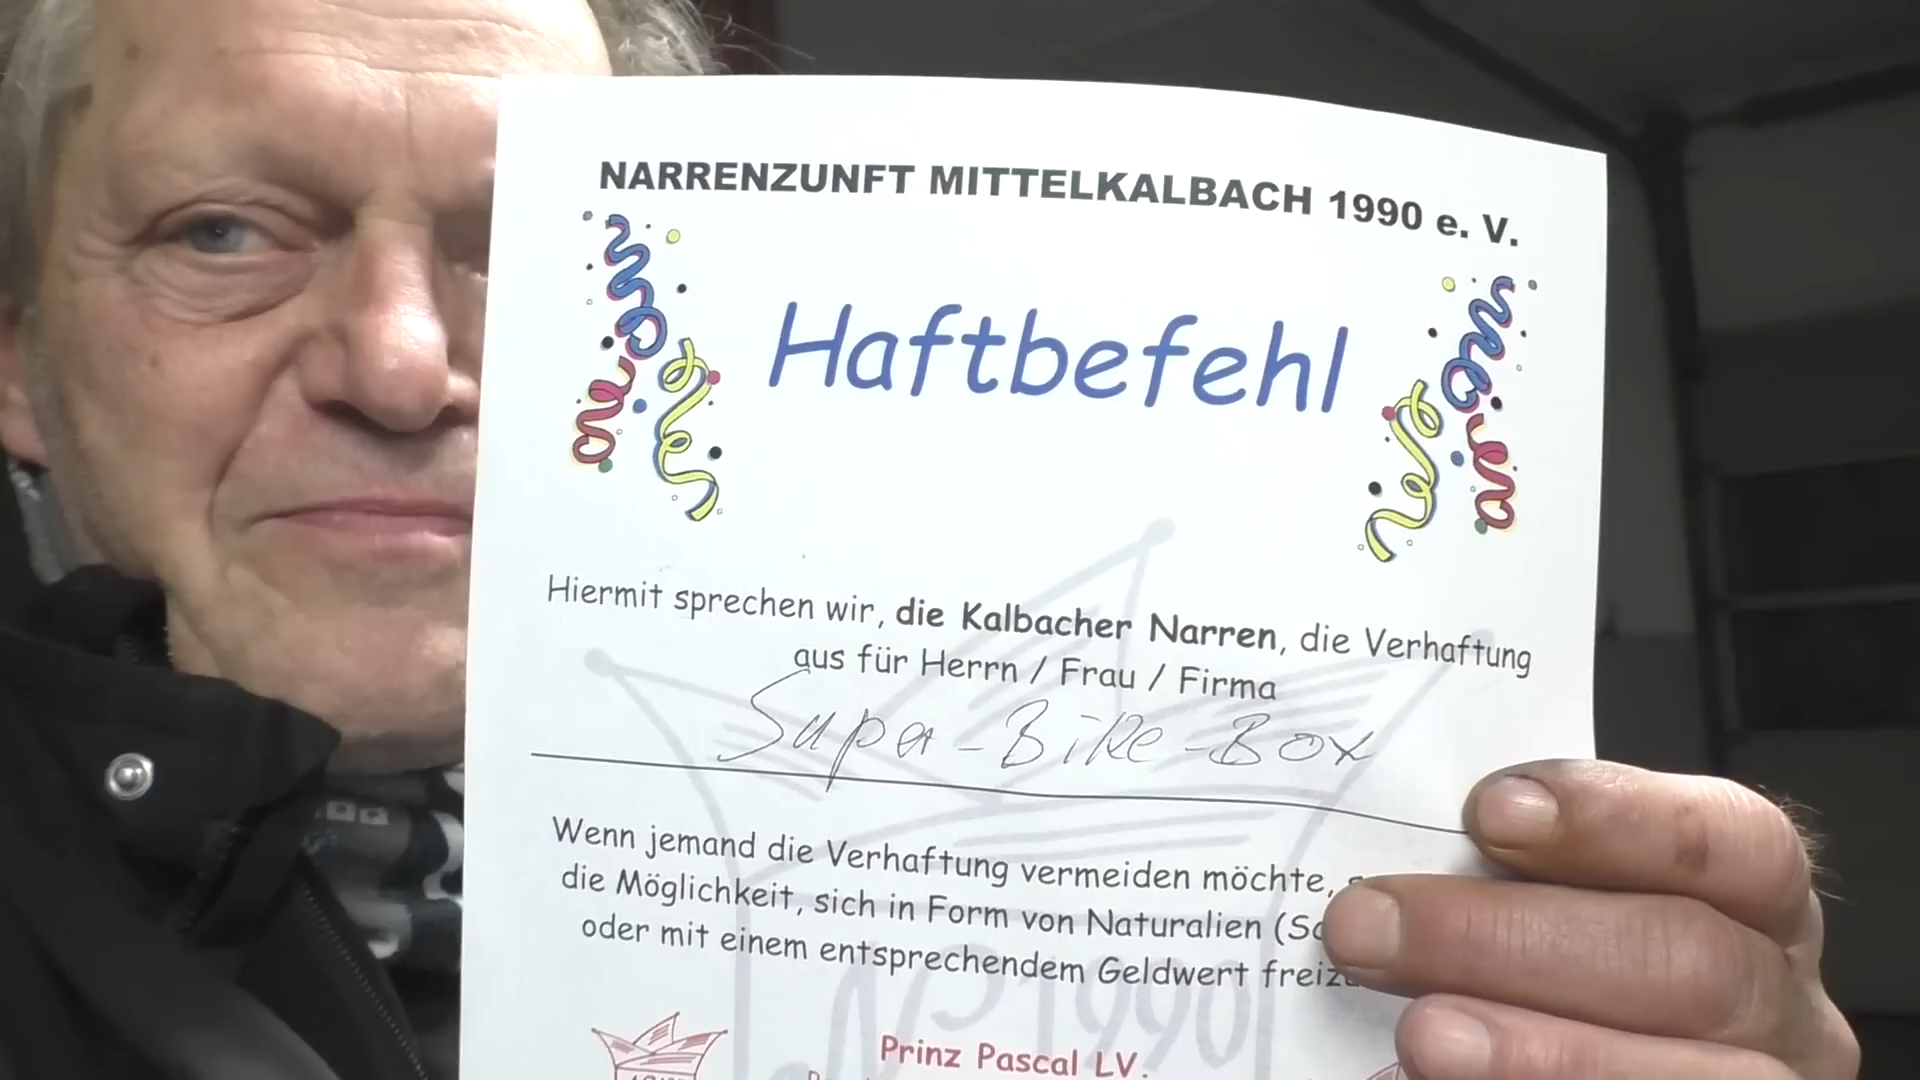 NARRENZUNFT MITTELKALBACH 1990 e. V.
Haftbefehl
Hiermit sprechen wir, die Kalbacher Narren, die Verhaftung
aus für Herrn / Frau / Firma
Super-Bike-Box
Wenn jemand die Verhaftung vermeiden möchte,
die Möglichkeit, sich in Form von Naturalien
oder mit einem entsprechendem Geldwert
1990
Prinz Pascal LV.